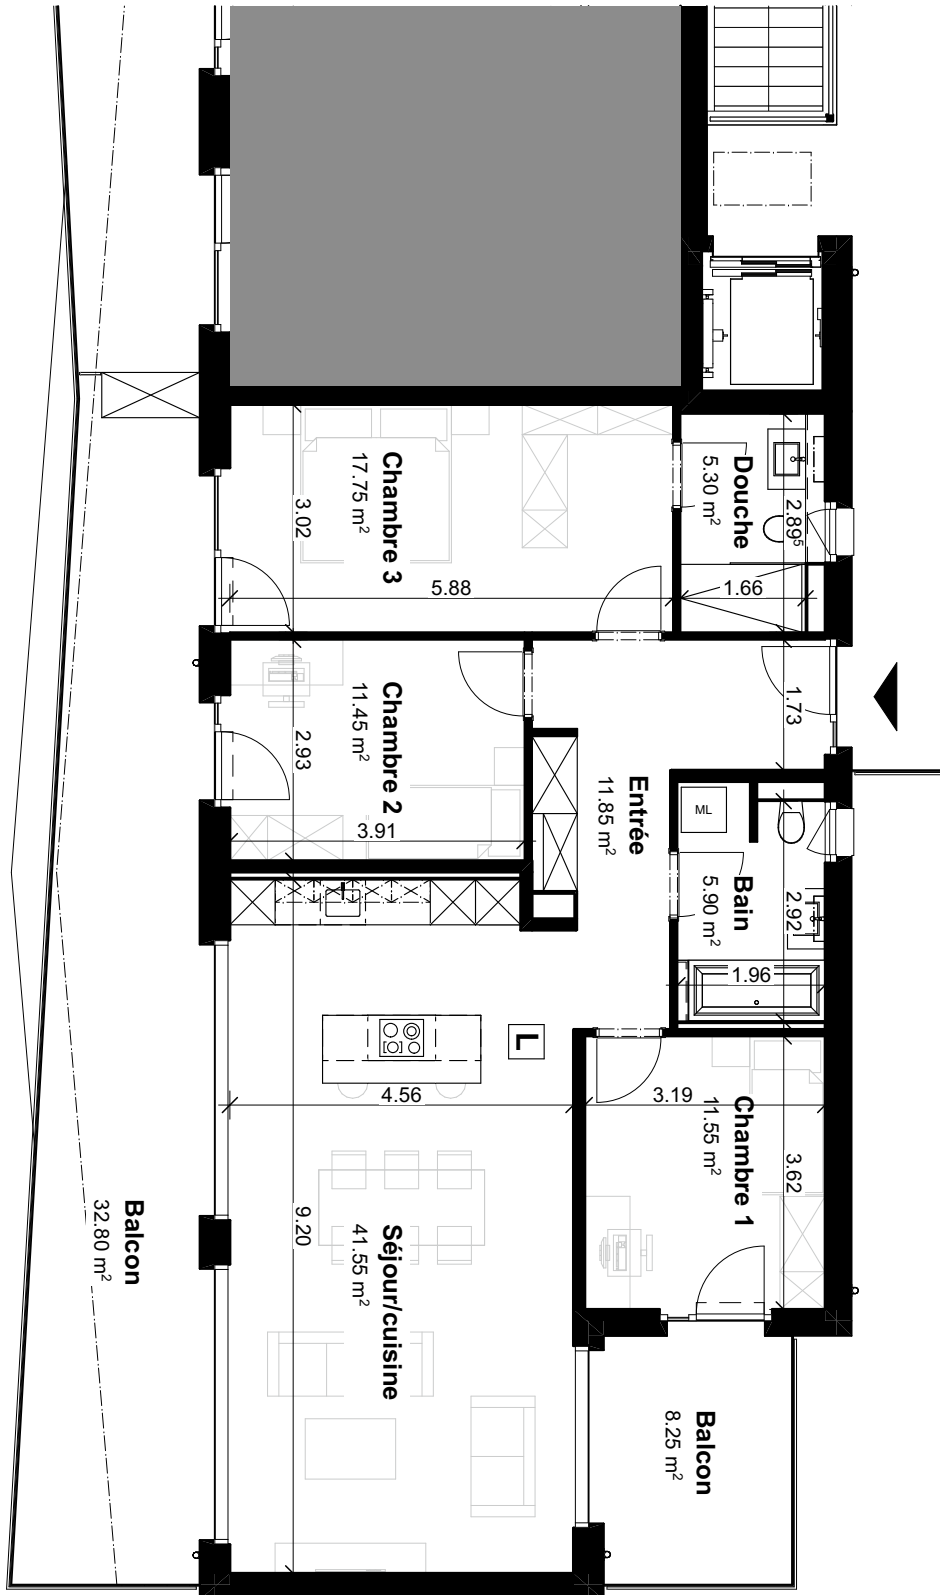 Douche
5.30 m²
2.89⁵
1.66
Chambre 3
17.75 m²
3.02
5.88
Chambre 2
11.45 m²
2.93
3.91
1.73
Entrée
11.85 m²
ML
Bain
5.90 m²
2.92
1.96
L
4.56
3.19
Chambre 1
11.55 m²
3.62
Séjour/cuisine
41.55 m²
9.20
Balcon
32.80 m²
Balcon
8.25 m²